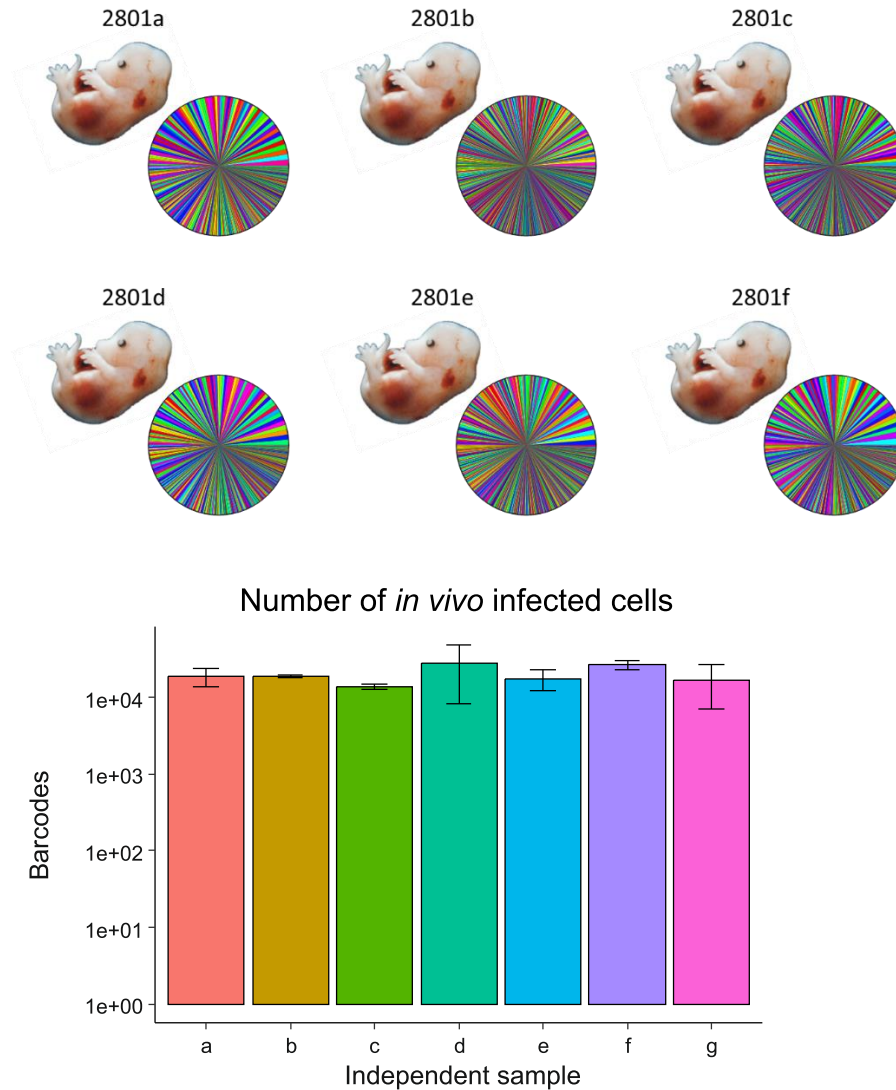 2801a 2801b 2801c
2801d 2801e 2801f
Number of in vivo infected cells
Barcodes
1e+04
1e+03
1e+02
1e+01
1e+00
a b c d e f g
Independent sample